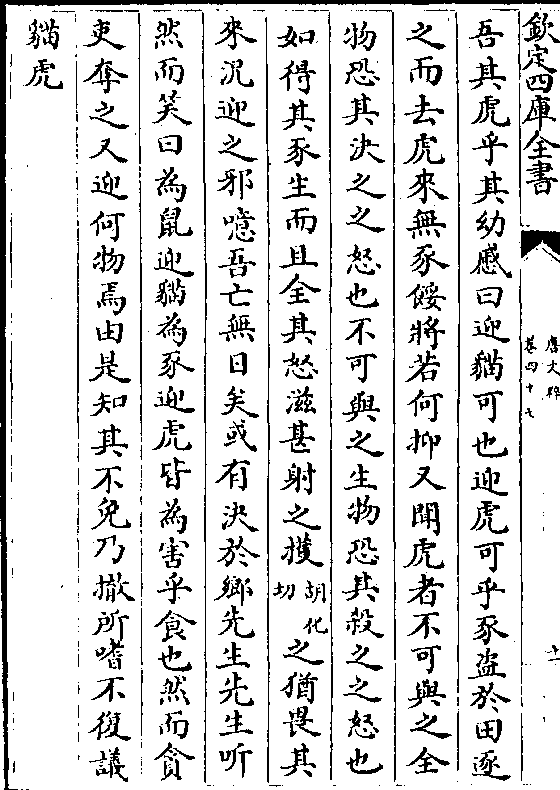 欽定四庫全書
唐文粹
卷四十七
吾其虎乎其幼慼曰迎貓可也迎虎可乎豕盗於田逐
之而去虎來無豕餒將若何抑又聞虎者不可與之全
物恐其決之之怒也不可與之生物恐其殺之之怒也
如得其豕生而且全其怒滋甚射之擭胡化切之猶畏其
來況迎之邪噫吾亡無日矣或有決於鄉先生先生听
然而笑曰為鼠迎貓為豕迎虎皆為害乎食也然而貪
吏奪之又迎何物焉由是知其不免乃撤所嗜不復議
貓虎